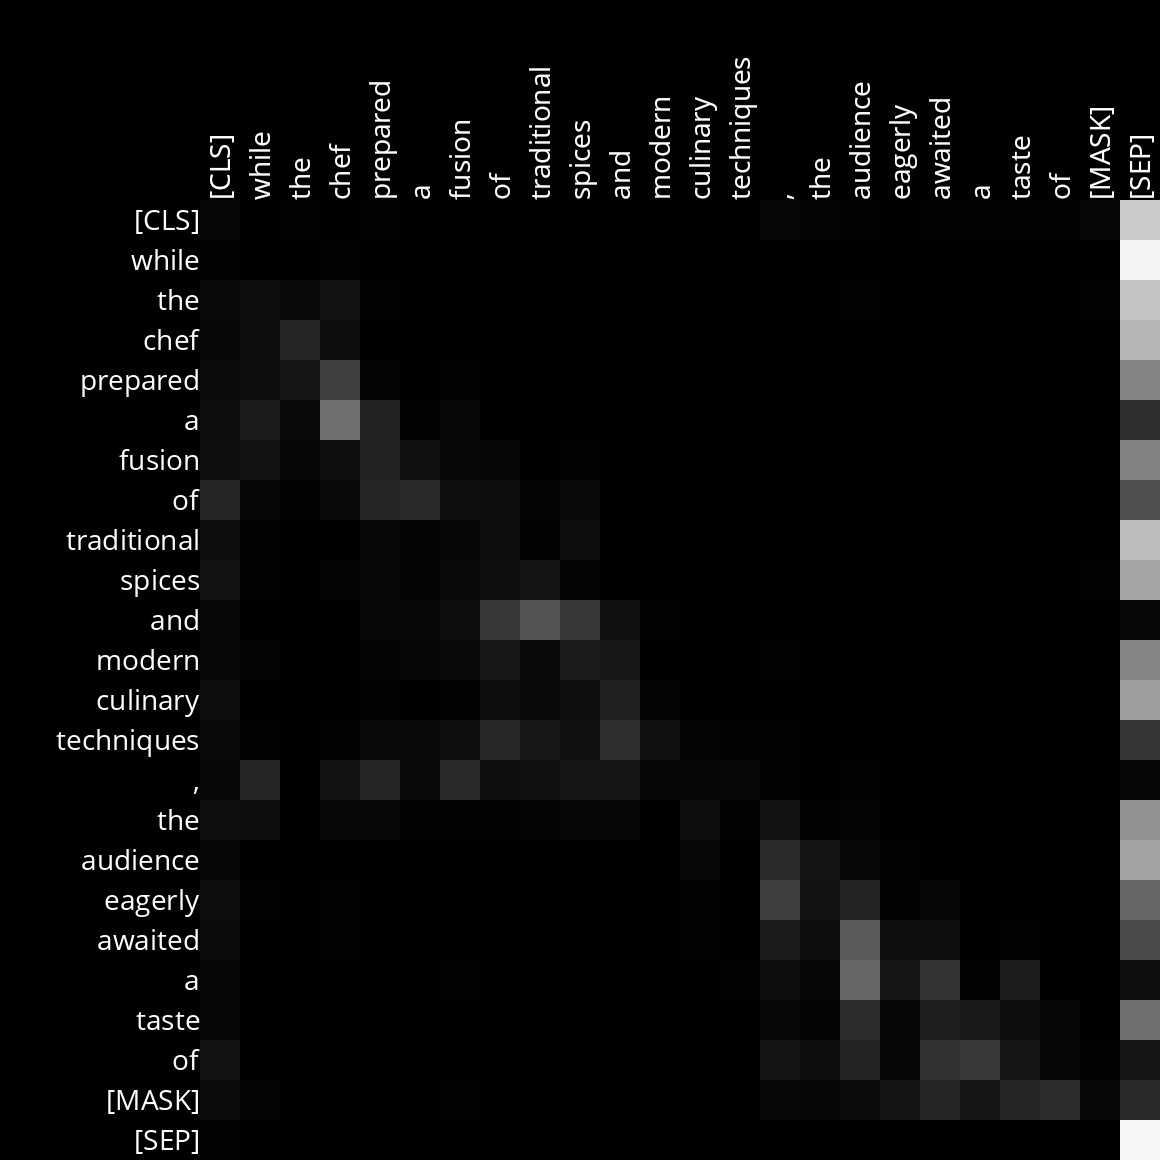 [CLS] while the chef prepared a fusion of traditional spices and modern culinary techniques , the audience eagerly awaited a taste of [MASK] [SEP]
[CLS]
while
the
chef
prepared
a
fusion
of
traditional
spices
and
modern
culinary
techniques
,
the
audience
eagerly
awaited
a
taste
of
[MASK]
[SEP]